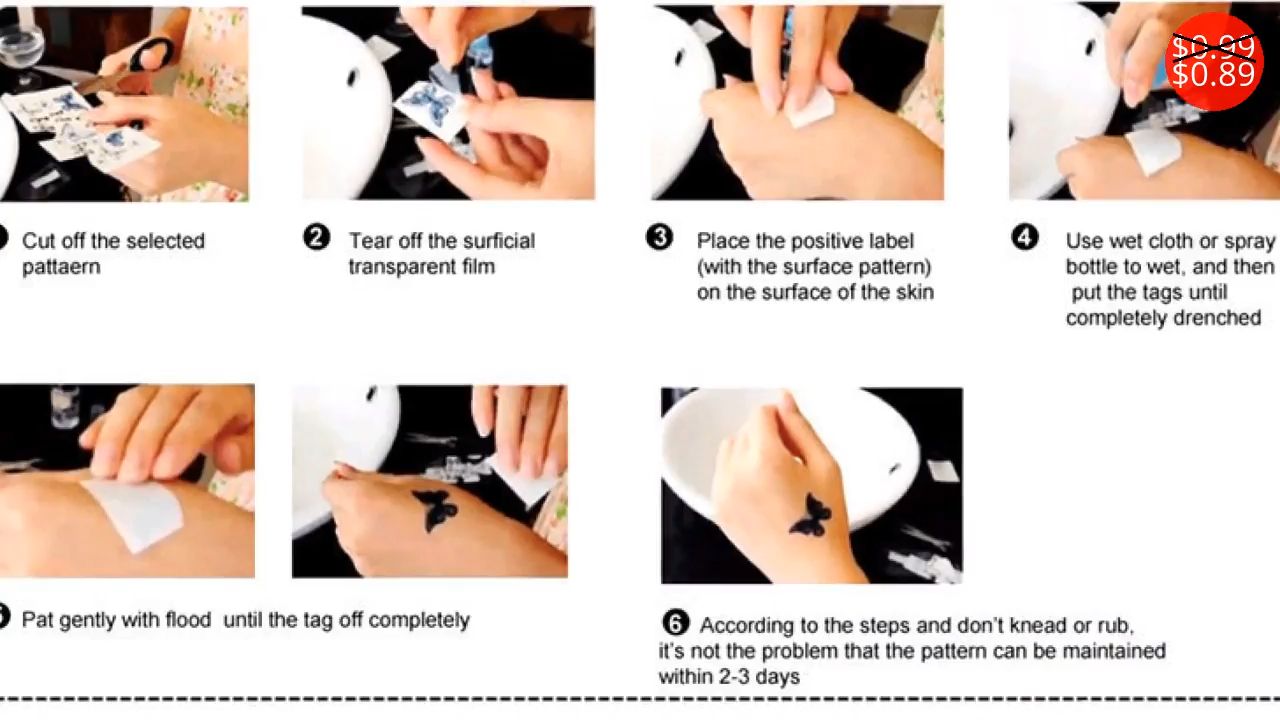 $0.99
$0.89
Cut off the selected
pattaern
2 Tear off the surficial
transparent film
3 Place the positive label
(with the surface pattern)
on the surface of the skin
4 Use wet cloth or spray
bottle to wet, and then
put the tags until
completely drenched
Pat gently with flood until the tag off completely
6 According to the steps and don't knead or rub,
it's not the problem that the pattern can be maintained
within 2-3 days